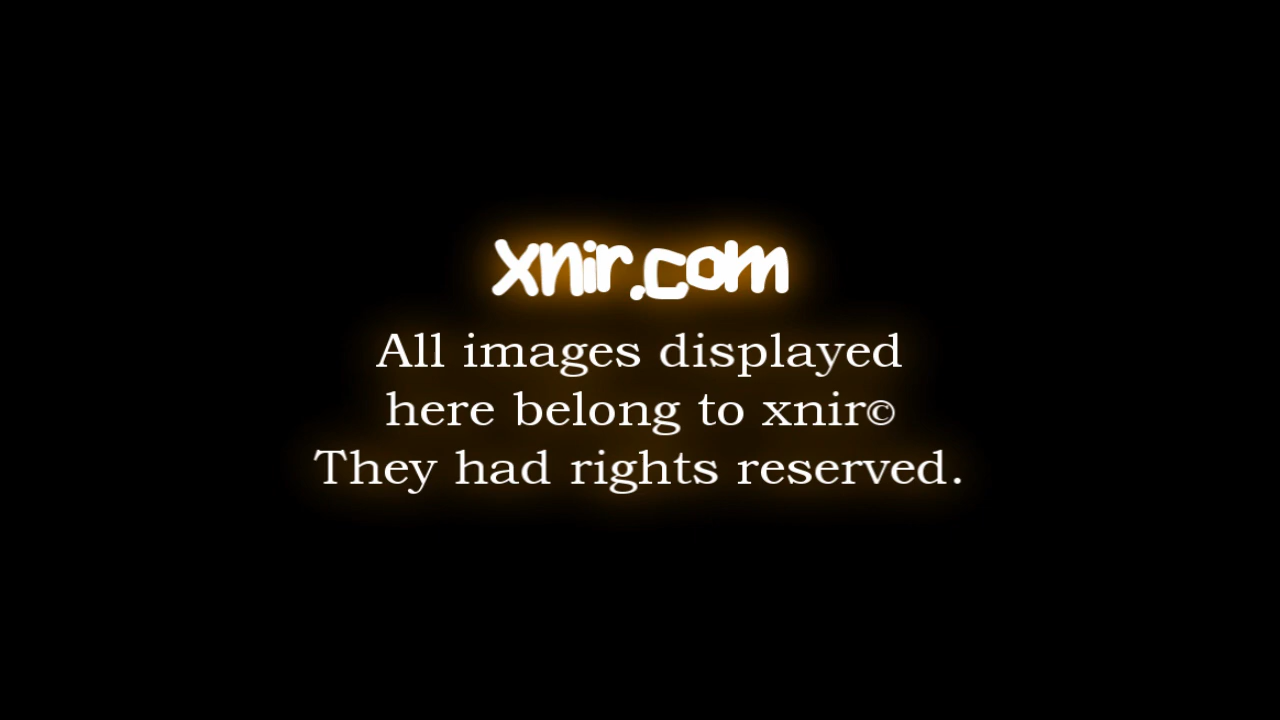 xnir.com
All images displayed
here belong to xnir©
They had rights reserved.